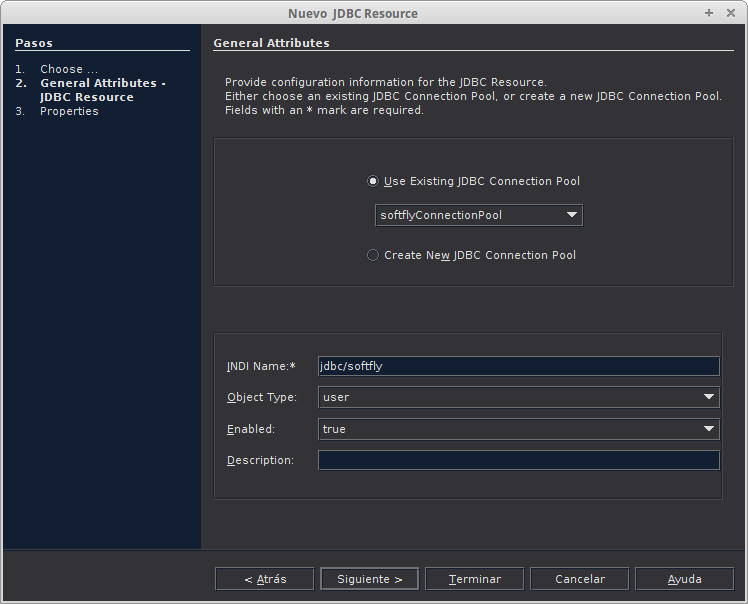 Nuevo JDBC Resource
Pasos
1. Choose ...
2. General Attributes -
JDBC Resource
3. Properties
General Attributes
Provide configuration information for the JDBC Resource.
Either choose an existing JDBC Connection Pool, or create a new JDBC Connection Pool.
Fields with an * mark are required.
Use Existing JDBC Connection Pool
softflyConnectionPool
Create New JDBC Connection Pool
JNDI Name:* jdbc/softfly
Object Type: user
Enabled: true
Description:
< Atrás Siguiente > Terminar Cancelar Ayuda